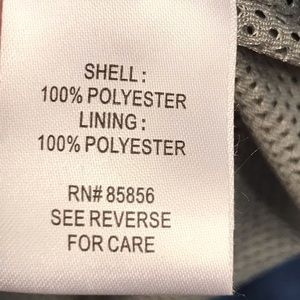 SHELL:
100% POLYESTER
LINING:
100% POLYESTER
RN# 85856
SEE REVERSE
FOR CARE